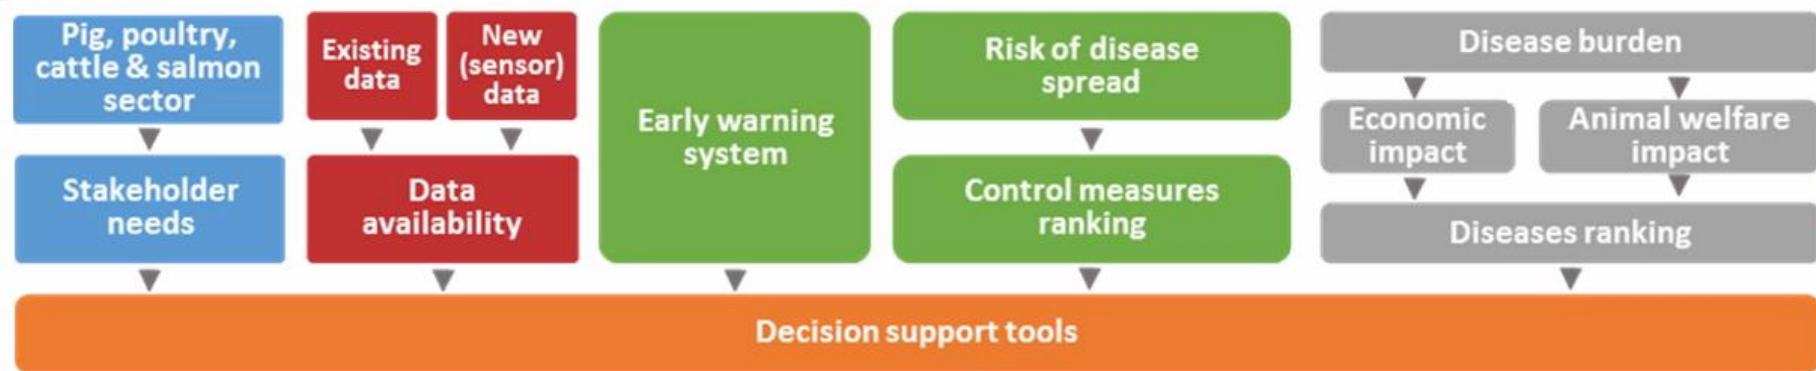 Pig, poultry,
cattle & salmon
sector
Stakeholder
needs
Existing
data
New
(sensor)
data
Data
availability
Early warning
system
Risk of disease
spread
Control measures
ranking
Disease burden
Economic
impact
Animal welfare
impact
Diseases ranking
Decision support tools